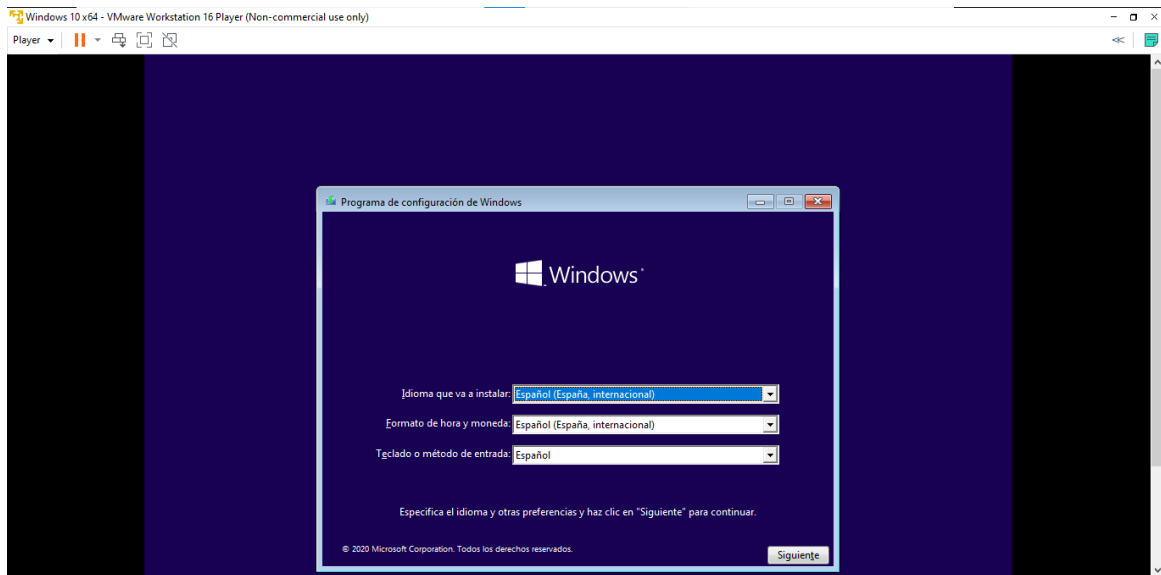 Windows 10 x64 - VMware Workstation 16 Player (Non-commercial use only)
Player
Programa de configuración de Windows
Windows
Idioma que va a instalar: Español (España, internacional)
Formato de hora y moneda: Español (España, internacional)
Teclado o método de entrada: Español
Especifica el idioma y otras preferencias y haz clic en "Siguiente" para continuar.
© 2020 Microsoft Corporation. Todos los derechos reservados.
Siguiente